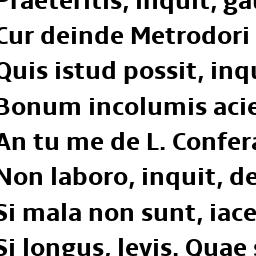 Praeteritis, inquit, gau
Cur deinde Metrodori
Quis istud possit, inqu
Bonum incolumis acie
An tu me de L. Confera
Non laboro, inquit, de
Si mala non sunt, iace
Si longus, levis. Quae s